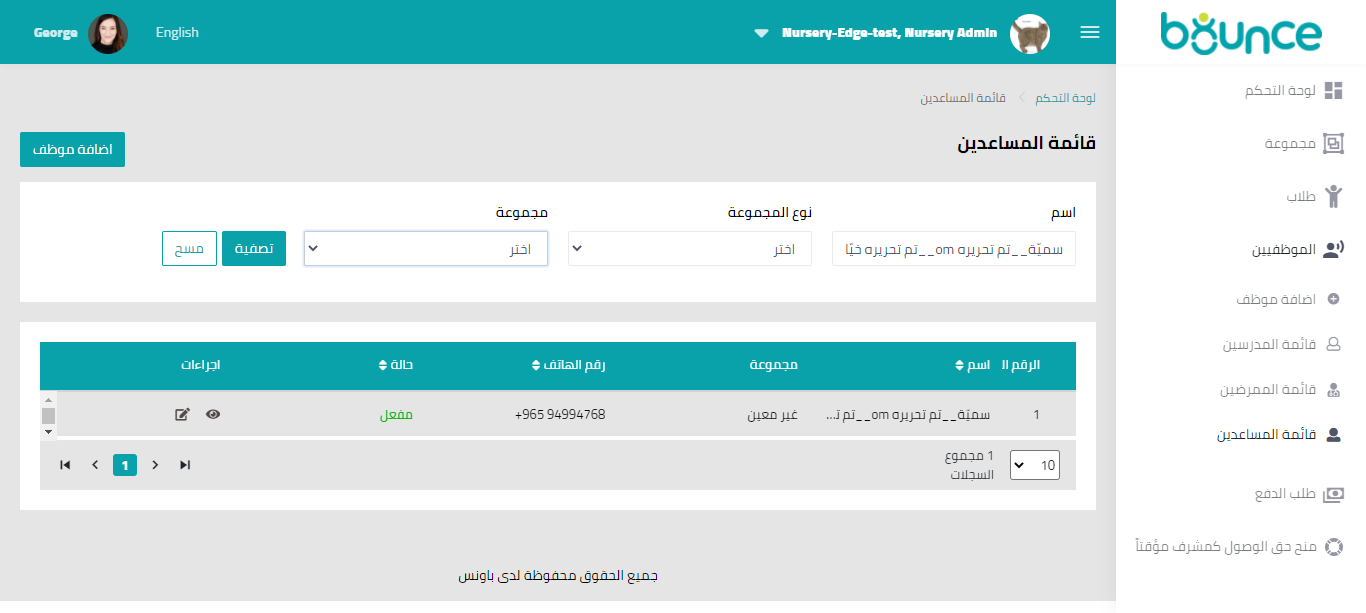 bounce
Nursery-Edge-test, Nursery Admin
English
George
لوحة التحكم
مجموعة
طلاب
الموظفيين
اضافة موظف
قائمة المدرسين
قائمة الممرضين
قائمة المساعدين
طلب الدفع
منح حق الوصول كمشرف مؤقتاً
لوحة التحكم
قائمة المساعدين
قائمة المساعدين
اضافة موظف
اسم
نوع المجموعة
مجموعة
سميّة__تم تحريره om__تم تحريره خيّا
اختر
اختر
تصفية
مسح
الرقم ال
اسم
مجموعة
رقم الهاتف
حالة
اجراءات
1
سميّة__تم تحريره om__تم ت...
غير معين
+965 94994768
مفعل
10
1 مجموع
السجلات
1
جميع الحقوق محفوظة لدى باونس